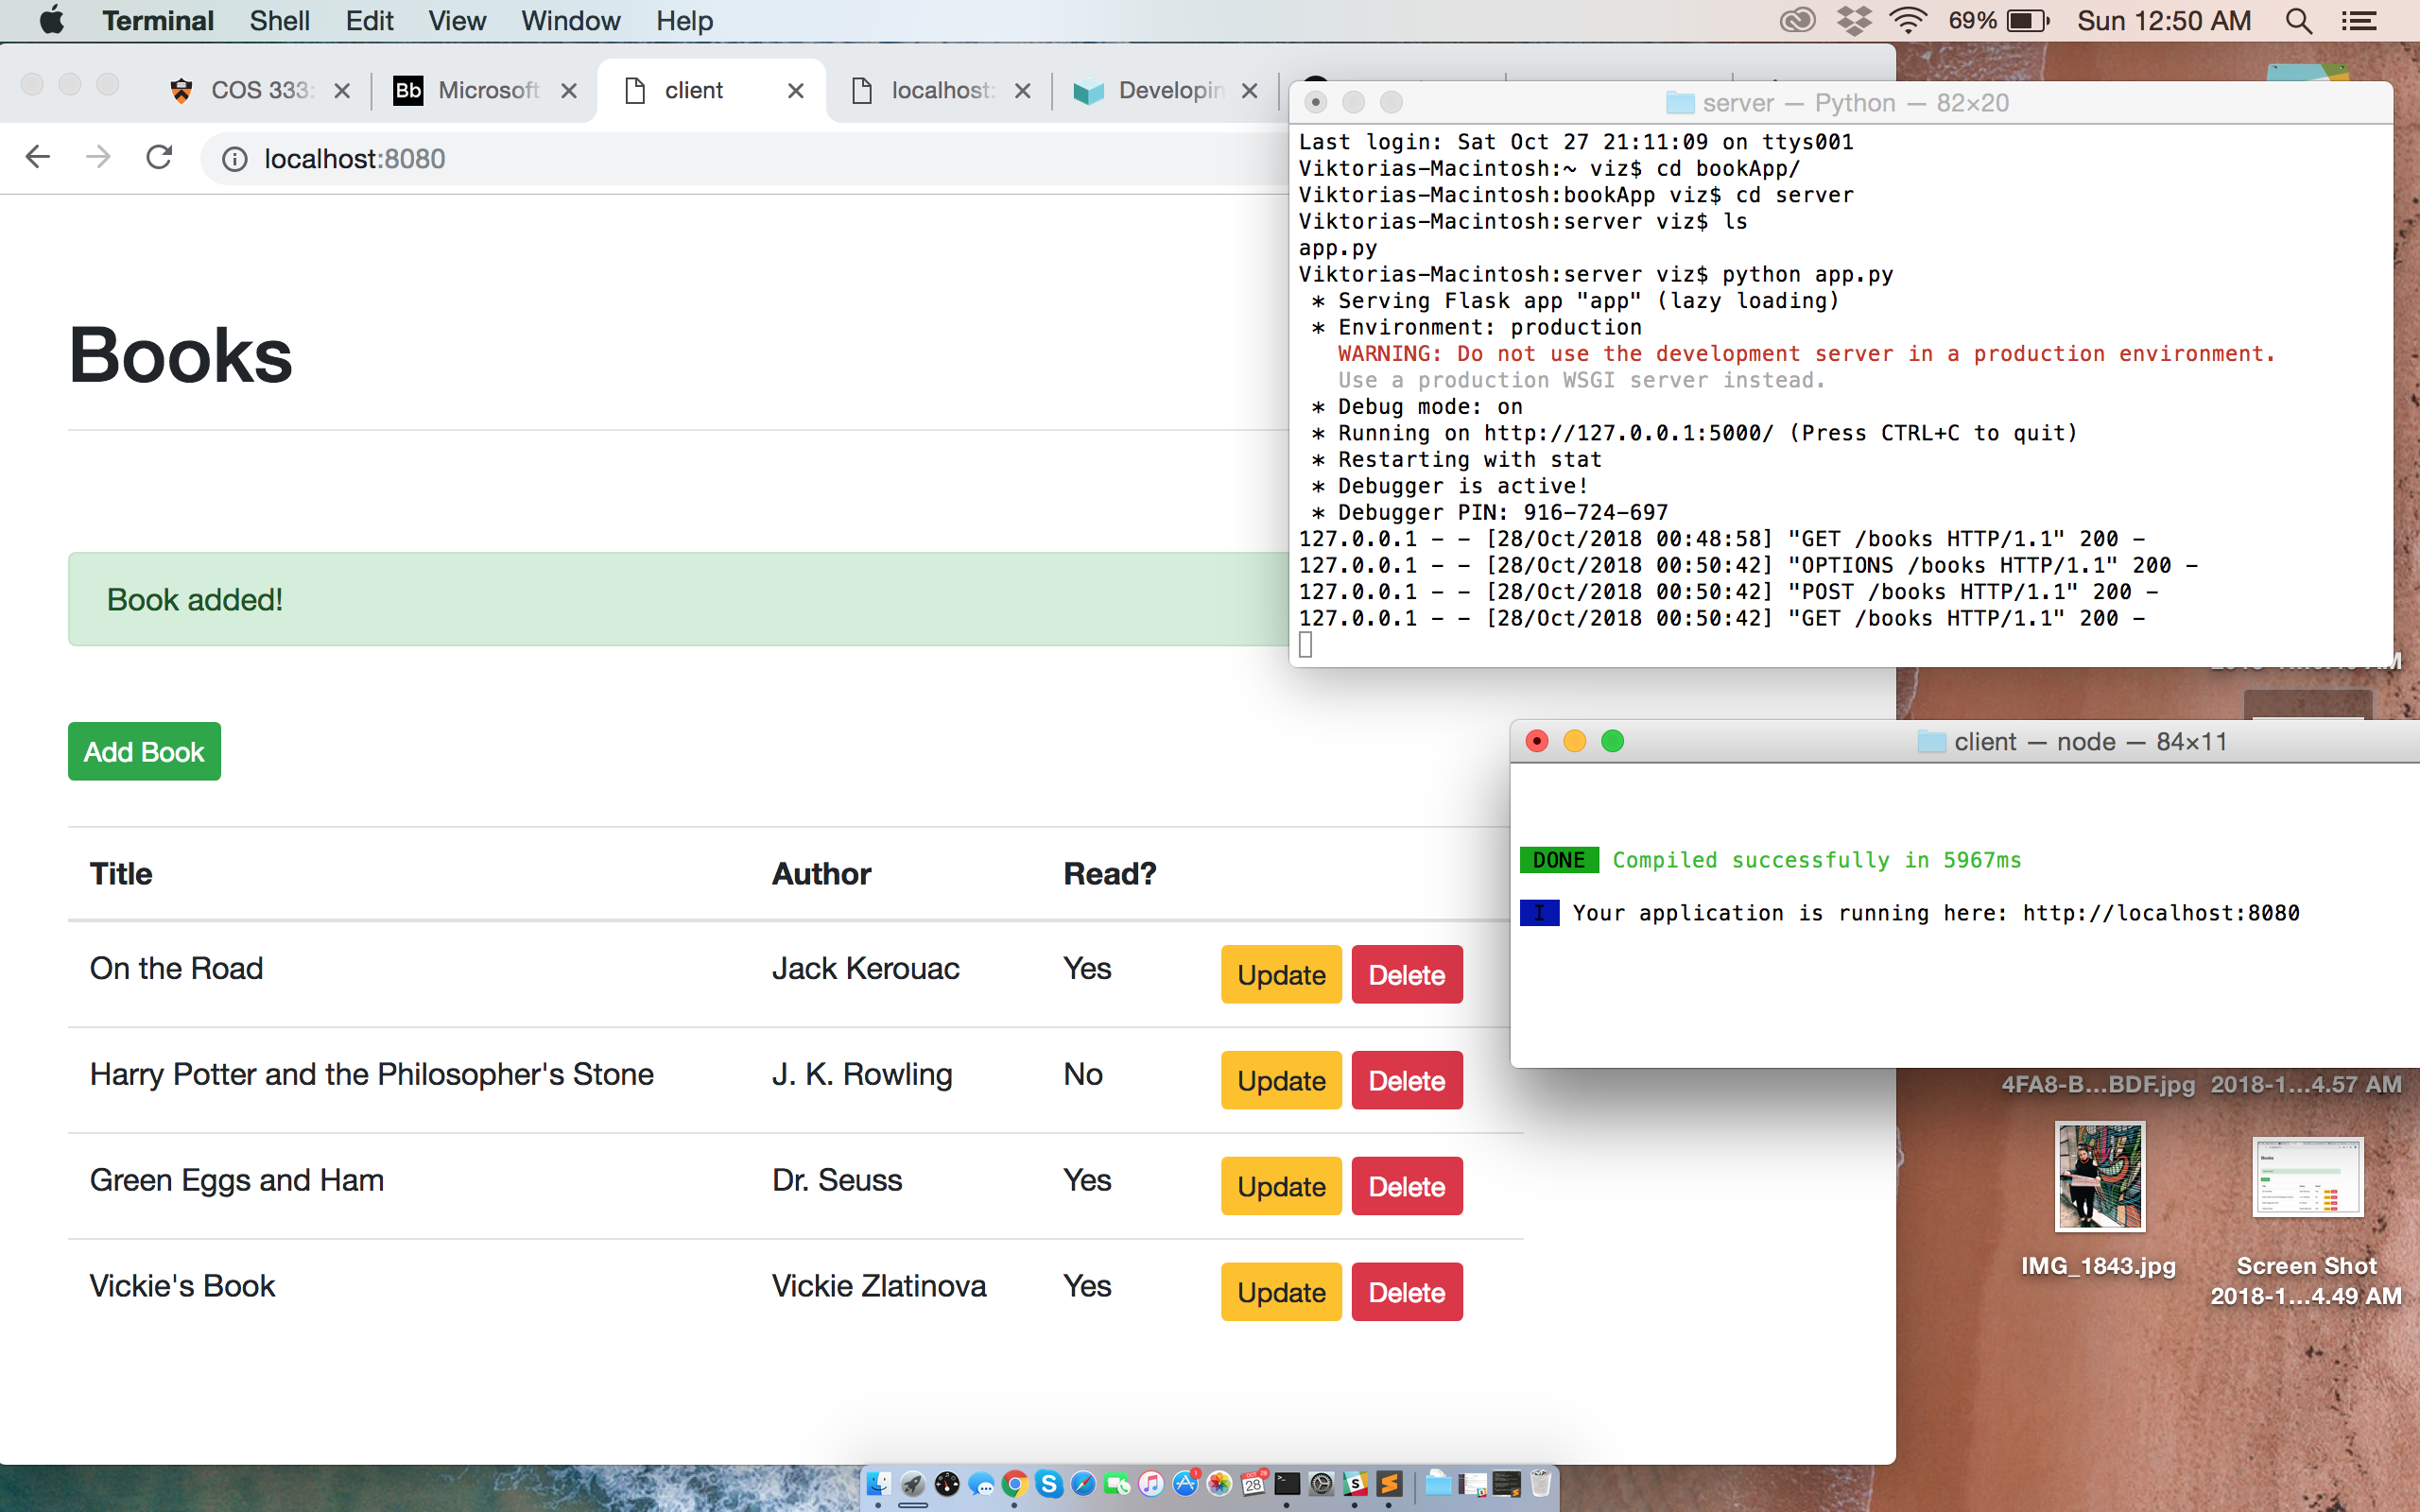 Terminal Shell Edit View Window Help 69% Sun 12:50 AM
COS 333: Bb Microsoft client localhost: Developin
localhost:8080
server — Python — 82×20
Last login: Sat Oct 27 21:11:09 on ttys001
Viktorias-Macintosh:~ viz$ cd bookApp/
Viktorias-Macintosh:bookApp viz$ cd server
Viktorias-Macintosh:server viz$ ls
app.py
Viktorias-Macintosh:server viz$ python app.py
* Serving Flask app "app" (lazy loading)
* Environment: production
WARNING: Do not use the development server in a production environment.
Use a production WSGI server instead.
* Debug mode: on
* Running on http://127.0.0.1:5000/ (Press CTRL+C to quit)
* Restarting with stat
* Debugger is active!
* Debugger PIN: 916-724-697
127.0.0.1 - - [28/Oct/2018 00:48:58] "GET /books HTTP/1.1" 200 -
127.0.0.1 - - [28/Oct/2018 00:50:42] "OPTIONS /books HTTP/1.1" 200 -
127.0.0.1 - - [28/Oct/2018 00:50:42] "POST /books HTTP/1.1" 200 -
127.0.0.1 - - [28/Oct/2018 00:50:42] "GET /books HTTP/1.1" 200 -
Books
Book added!
Add Book
Title Author Read?
On the Road Jack Kerouac Yes Update Delete
Harry Potter and the Philosopher's Stone J. K. Rowling No Update Delete
Green Eggs and Ham Dr. Seuss Yes Update Delete
Vickie's Book Vickie Zlatinova Yes Update Delete
client — node — 84×11
DONE Compiled successfully in 5967ms
I Your application is running here: http://localhost:8080
4FA8-B...BDF.jpg 2018-1...4.57 AM
IMG_1843.jpg Screen Shot
2018-1...4.49 AM
28